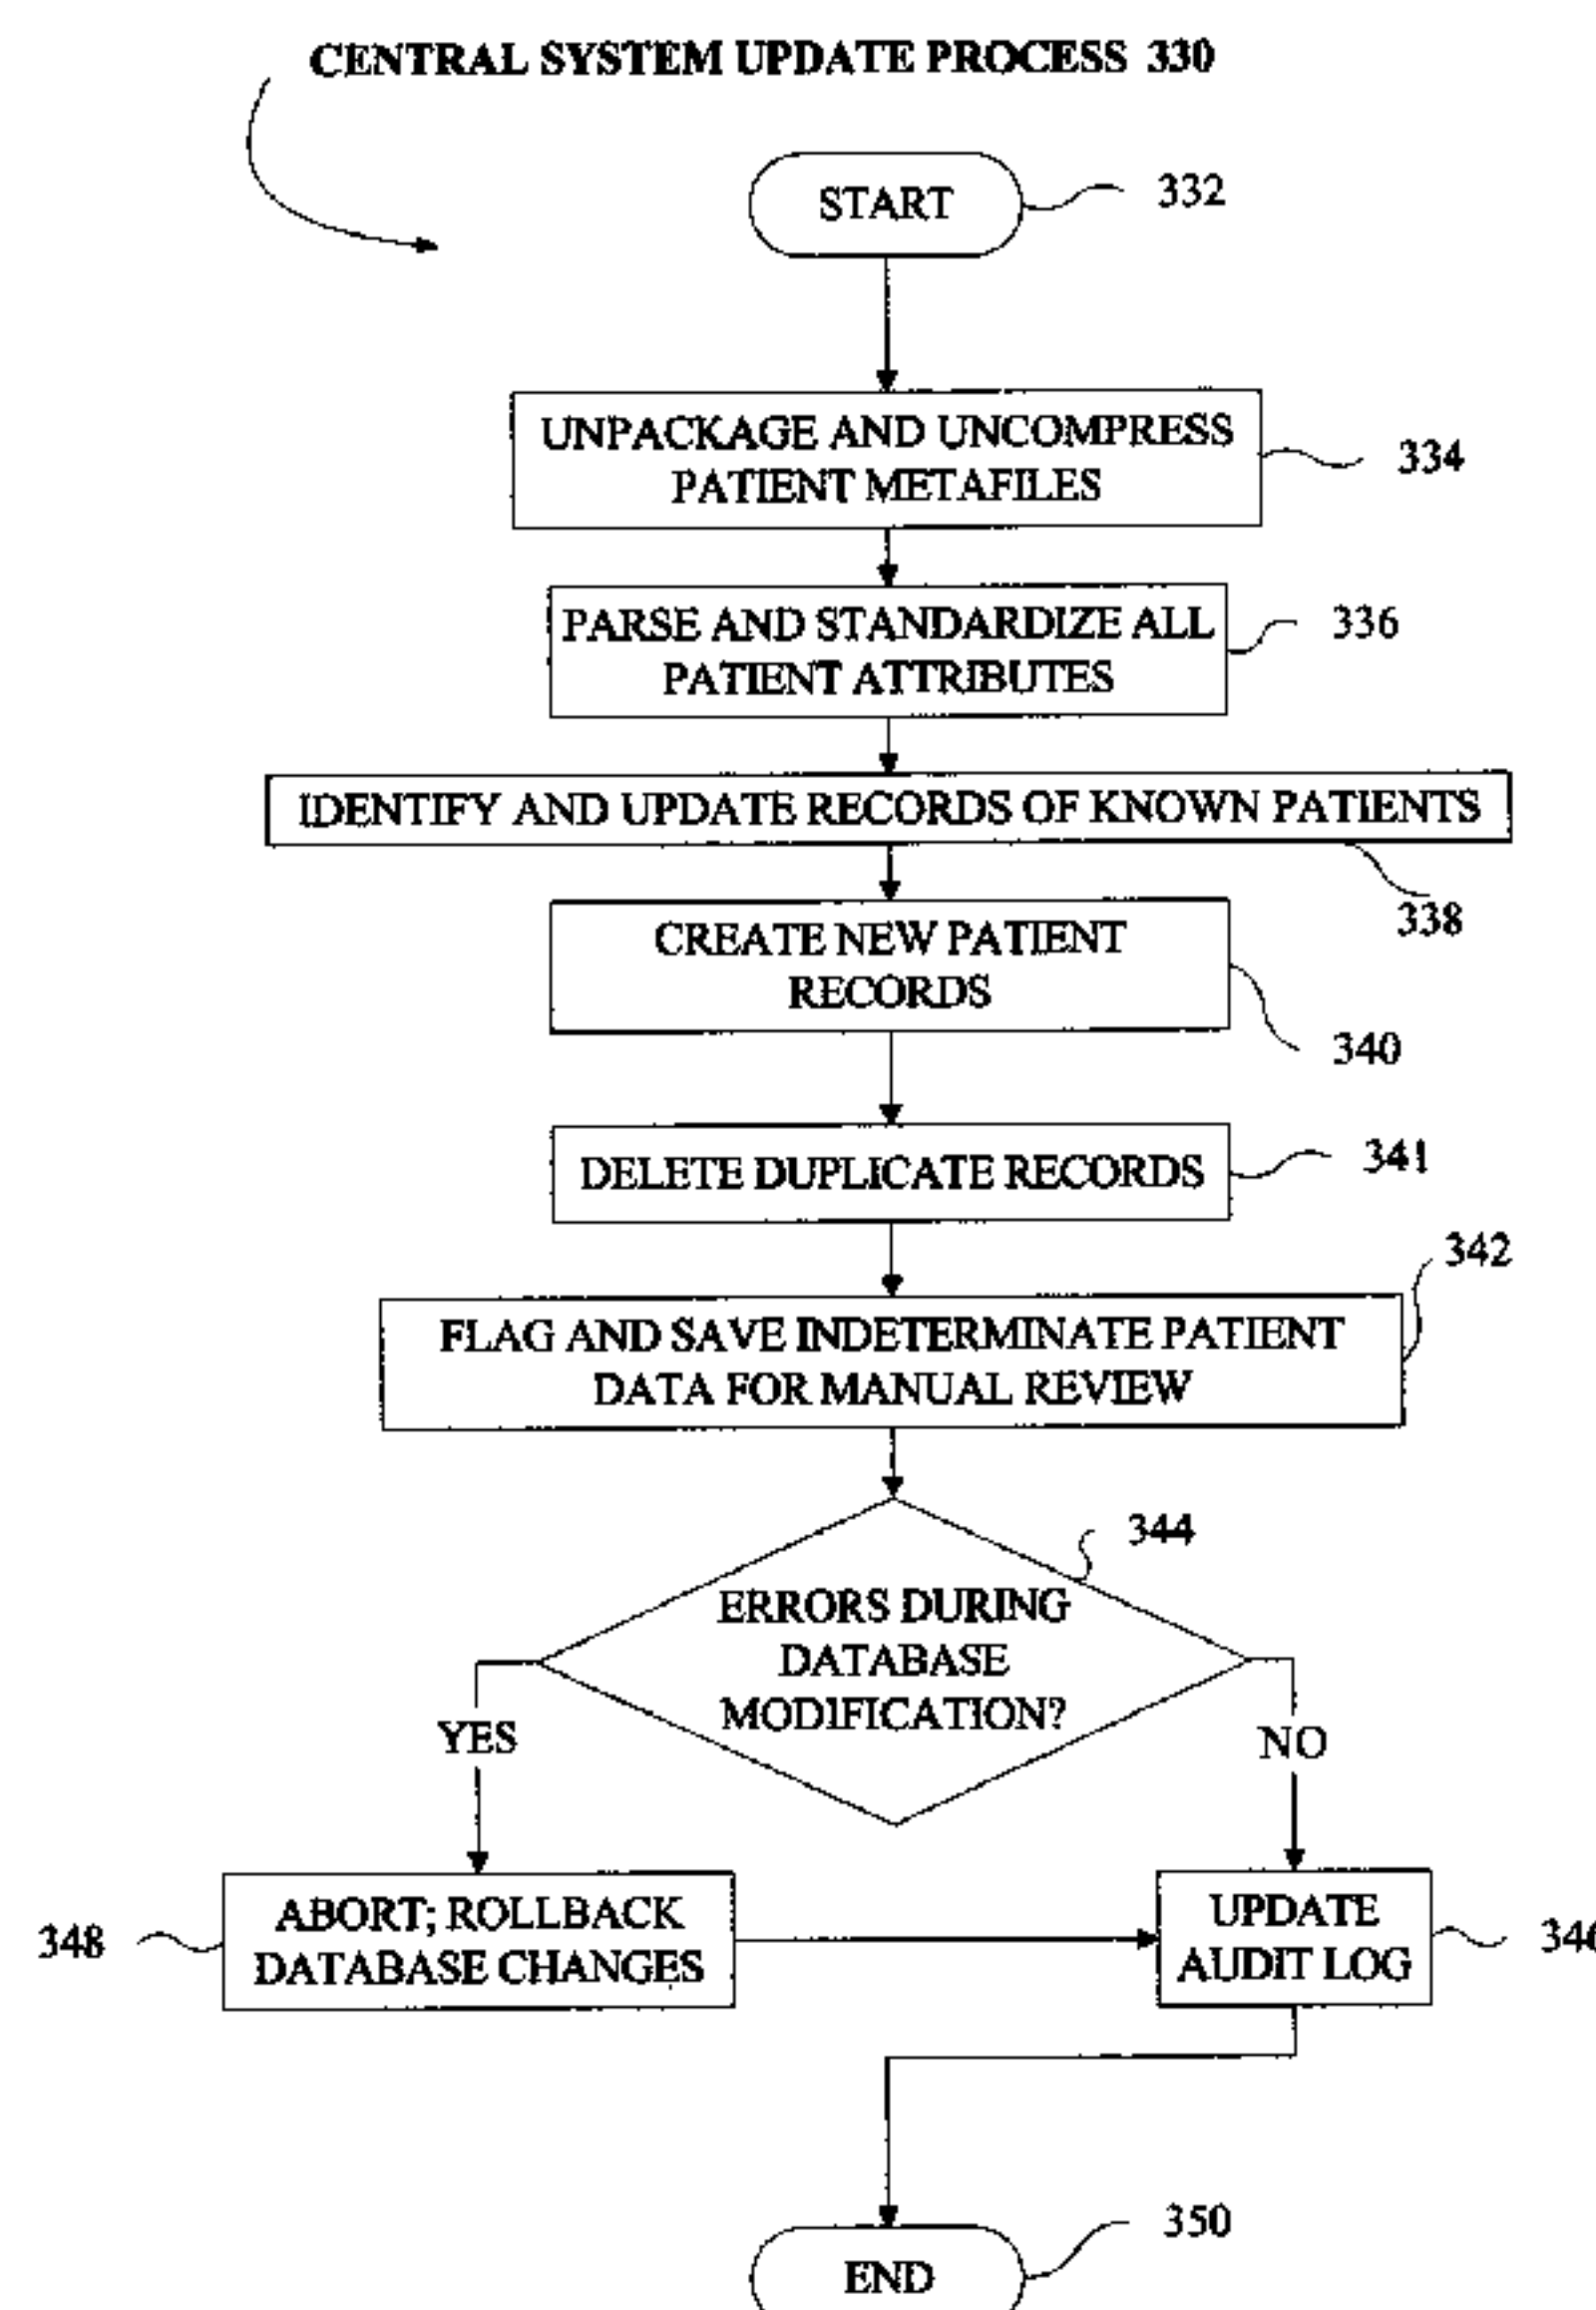 CENTRAL SYSTEM UPDATE PROCESS 330
START
332
UNPACKAGE AND UNCOMPRESS
PATIENT METAFILES
334
PARSE AND STANDARDIZE ALL
PATIENT ATTRIBUTES
336
IDENTIFY AND UPDATE RECORDS OF KNOWN PATIENTS
338
CREATE NEW PATIENT
RECORDS
340
DELETE DUPLICATE RECORDS
341
342
FLAG AND SAVE INDETERMINATE PATIENT
DATA FOR MANUAL REVIEW
344
ERRORS DURING
DATABASE
MODIFICATION?
YES
NO
348
ABORT; ROLLBACK
DATABASE CHANGES
UPDATE
AUDIT LOG
346
350
END